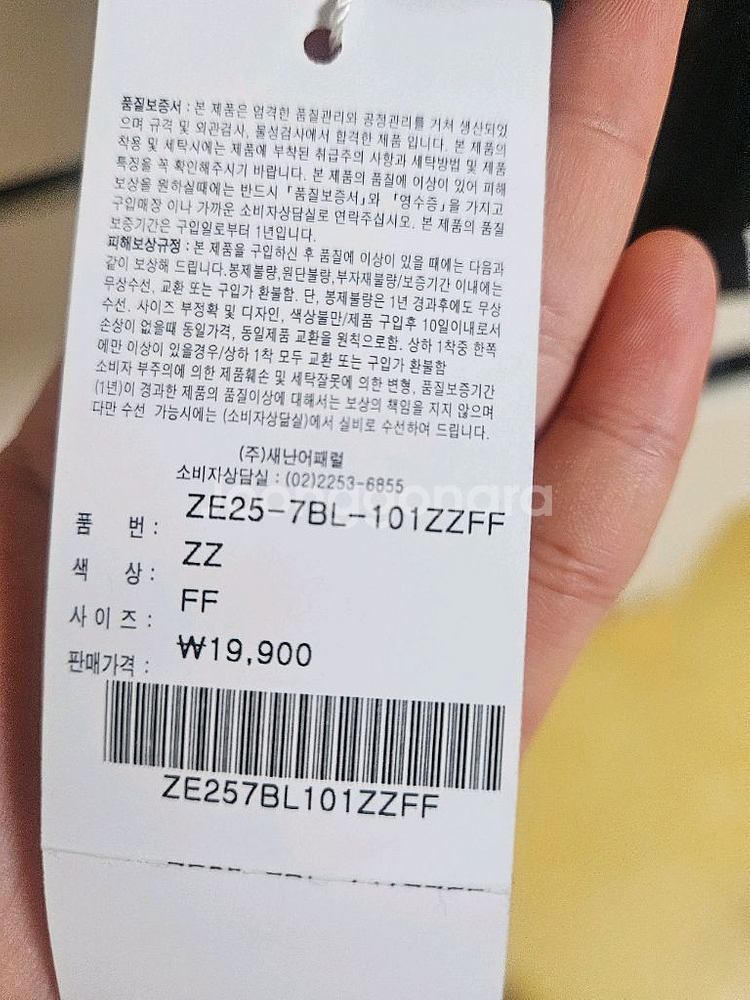 품질보증서 : 본 제품은 엄격한 품질관리와 공정관리를 거쳐 생산되었
으며 규격 및 외관검사, 물성검사에서 합격한 제품 입니다. 본 제품의
착용 및 세탁시에는 제품에 부착된 취급주의 사항과 세탁방법 및 제품
특징을 꼭 확인해주시기 바랍니다. 본 제품의 품질에 이상이 있어 피해
보상을 원하실때에는 반드시 「품질보증서」와 「영수증」을 가지고
구입매장 이나 가까운 소비자상담실로 연락주십시오. 본 제품의 품질
보증기간은 구입일로부터 1년입니다.
피해보상규정 : 본 제품을 구입하신 후 품질에 이상이 있을 때에는 다음과
같이 보상해 드립니다.봉제불량,원단불량,부자재불량/보증기간 이내에는
무상수선, 교환 또는 구입가 환불함. 단, 봉제불량은 1년 경과후에도 무상
수선. 사이즈 부정확 및 디자인, 색상불만/제품 구입후 10일이내로서
손상이 없을때 동일가격, 동일제품 교환을 원칙으로함. 상하 1착중 한쪽
에만 이상이 있을경우/상하 1착 모두 교환 또는 구입가 환불함
소비자 부주의에 의한 제품훼손 및 세탁잘못에 의한 변형, 품질보증기간
(1년)이 경과한 제품의 품질이상에 대해서는 보상의 책임을 지지 않으며
다만 수선 가능시에는 (소비자상담실)에서 실비로 수선하여 드립니다.
(주)새난어패럴
소비자상담실 : (02)2253-6855
품 번 : ZE25-7BL-101ZZFF
색 상 : ZZ
사 이 즈 : FF
판매가격 : ₩19,900
ZE257BL101ZZFF